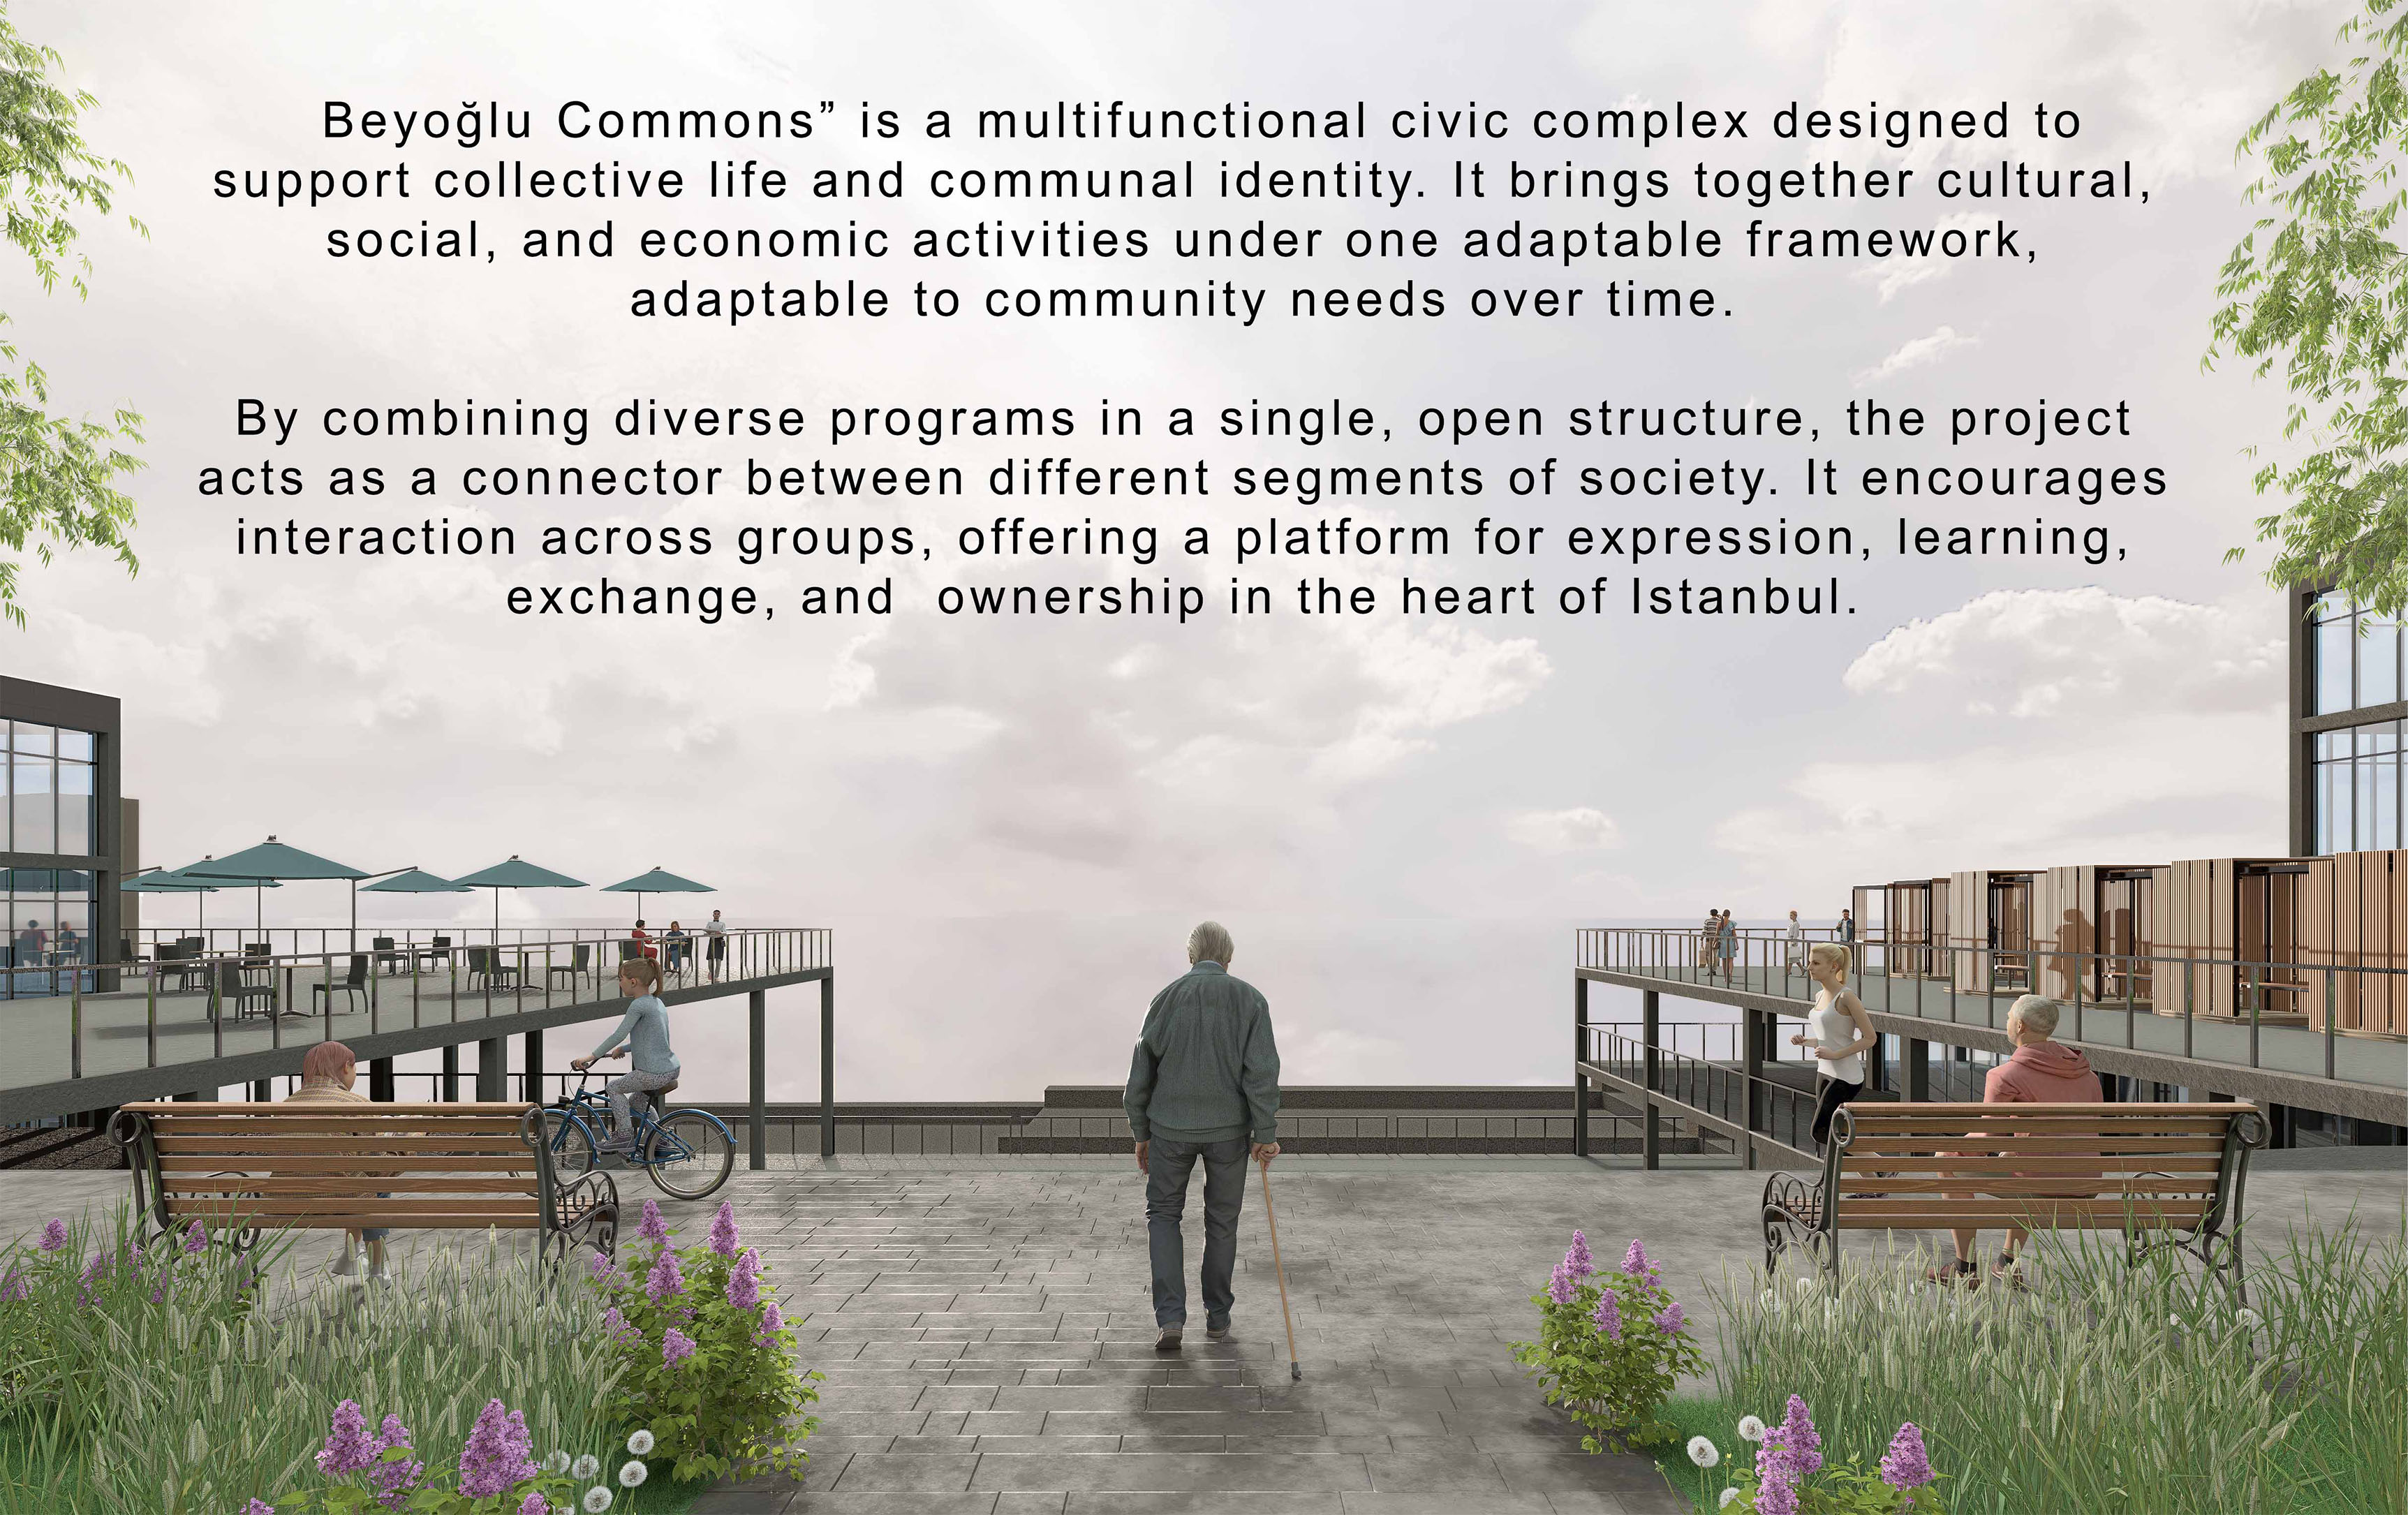 Beyoğlu Commons” is a multifunctional civic complex designed to
support collective life and communal identity. It brings together cultural,
social, and economic activities under one adaptable framework,
adaptable to community needs over time.
By combining diverse programs in a single, open structure, the project
acts as a connector between different segments of society. It encourages
interaction across groups, offering a platform for expression, learning,
exchange, and  ownership in the heart of Istanbul.